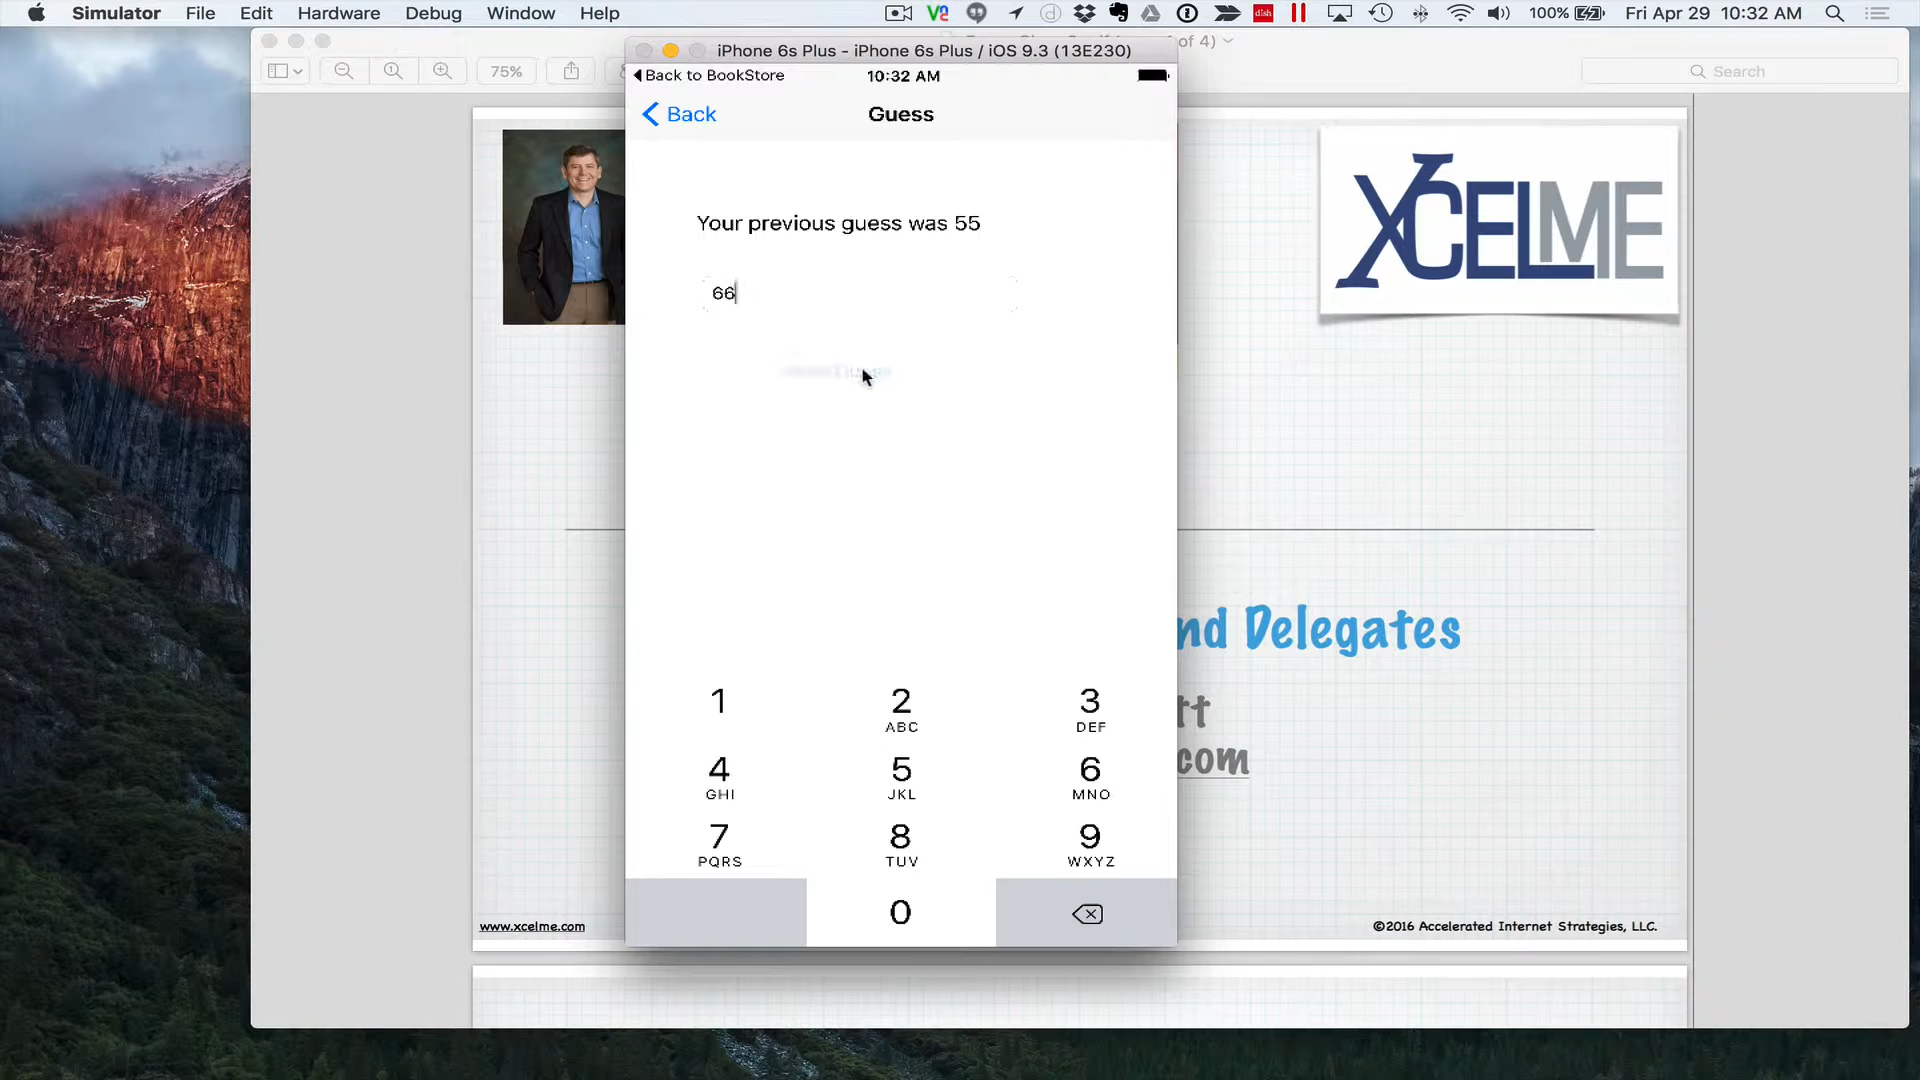 Simulator File Edit Hardware Debug Window Help 100% Fri Apr 29 10:32 AM
iPhone 6s Plus - iPhone 6s Plus / iOS 9.3 (13E230)
of 4)
75%
Search
Back to BookStore 10:32 AM
Back Guess
XCELME
Your previous guess was 55
66
nd Delegates
tt
com
1
2
ABC
3
DEF
4
GHI
5
JKL
6
MNO
7
PQRS
8
TUV
9
WXYZ
0
www.xcelme.com
©2016 Accelerated Internet Strategies, LLC.